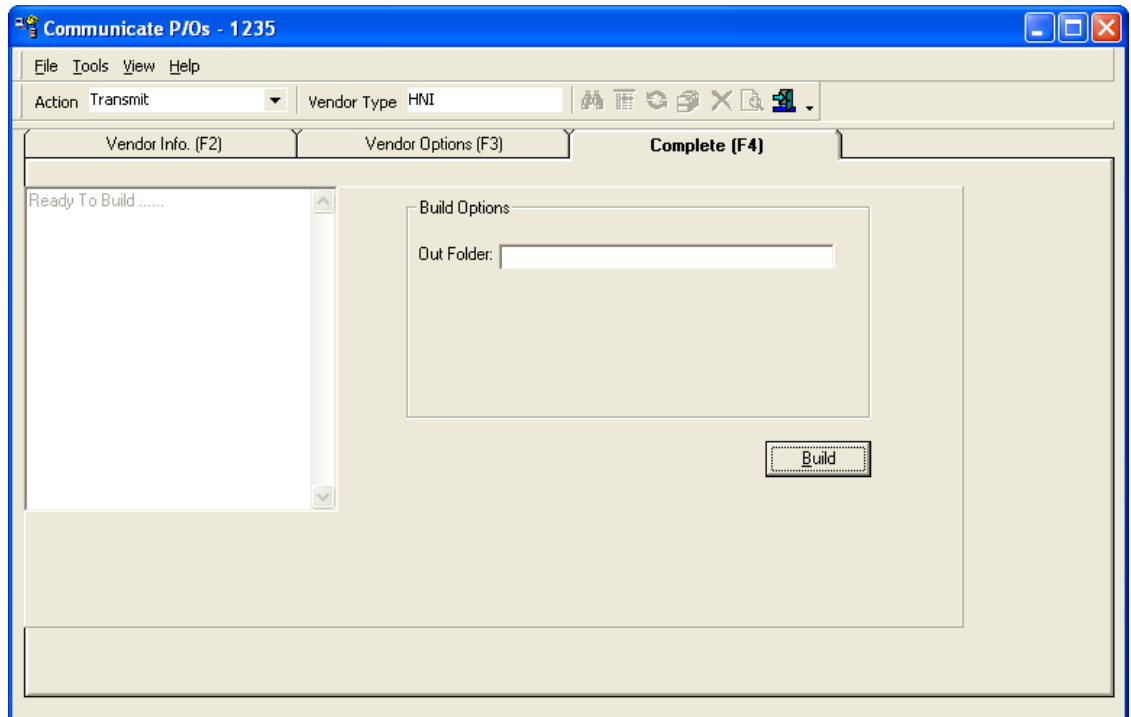 Communicate P/Os - 1235
File Tools View Help
Action Transmit Vendor Type HNI
Vendor Info. (F2) Vendor Options (F3) Complete (F4)
Ready To Build ......
Build Options
Out Folder:
Build